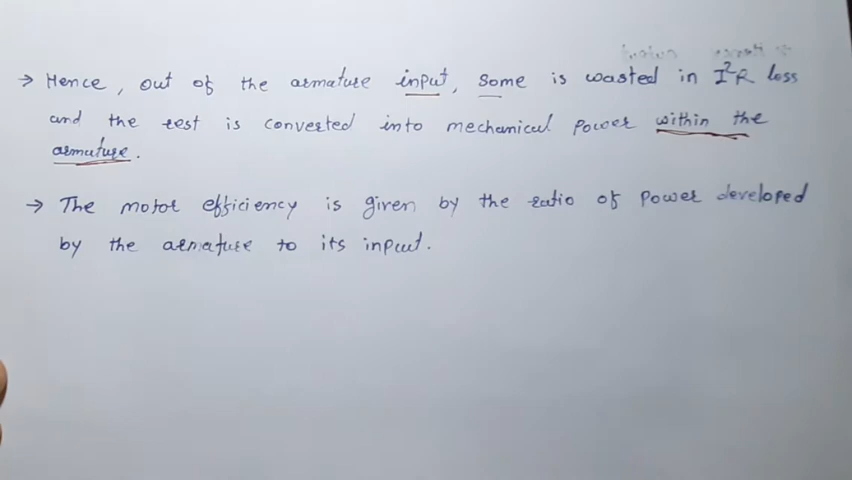 → Hence, out of the armature input, some is wasted in I²R loss
and the rest is converted into mechanical power within the
armature.
→ The motor efficiency is given by the ratio of power developed
by the armature to its input.